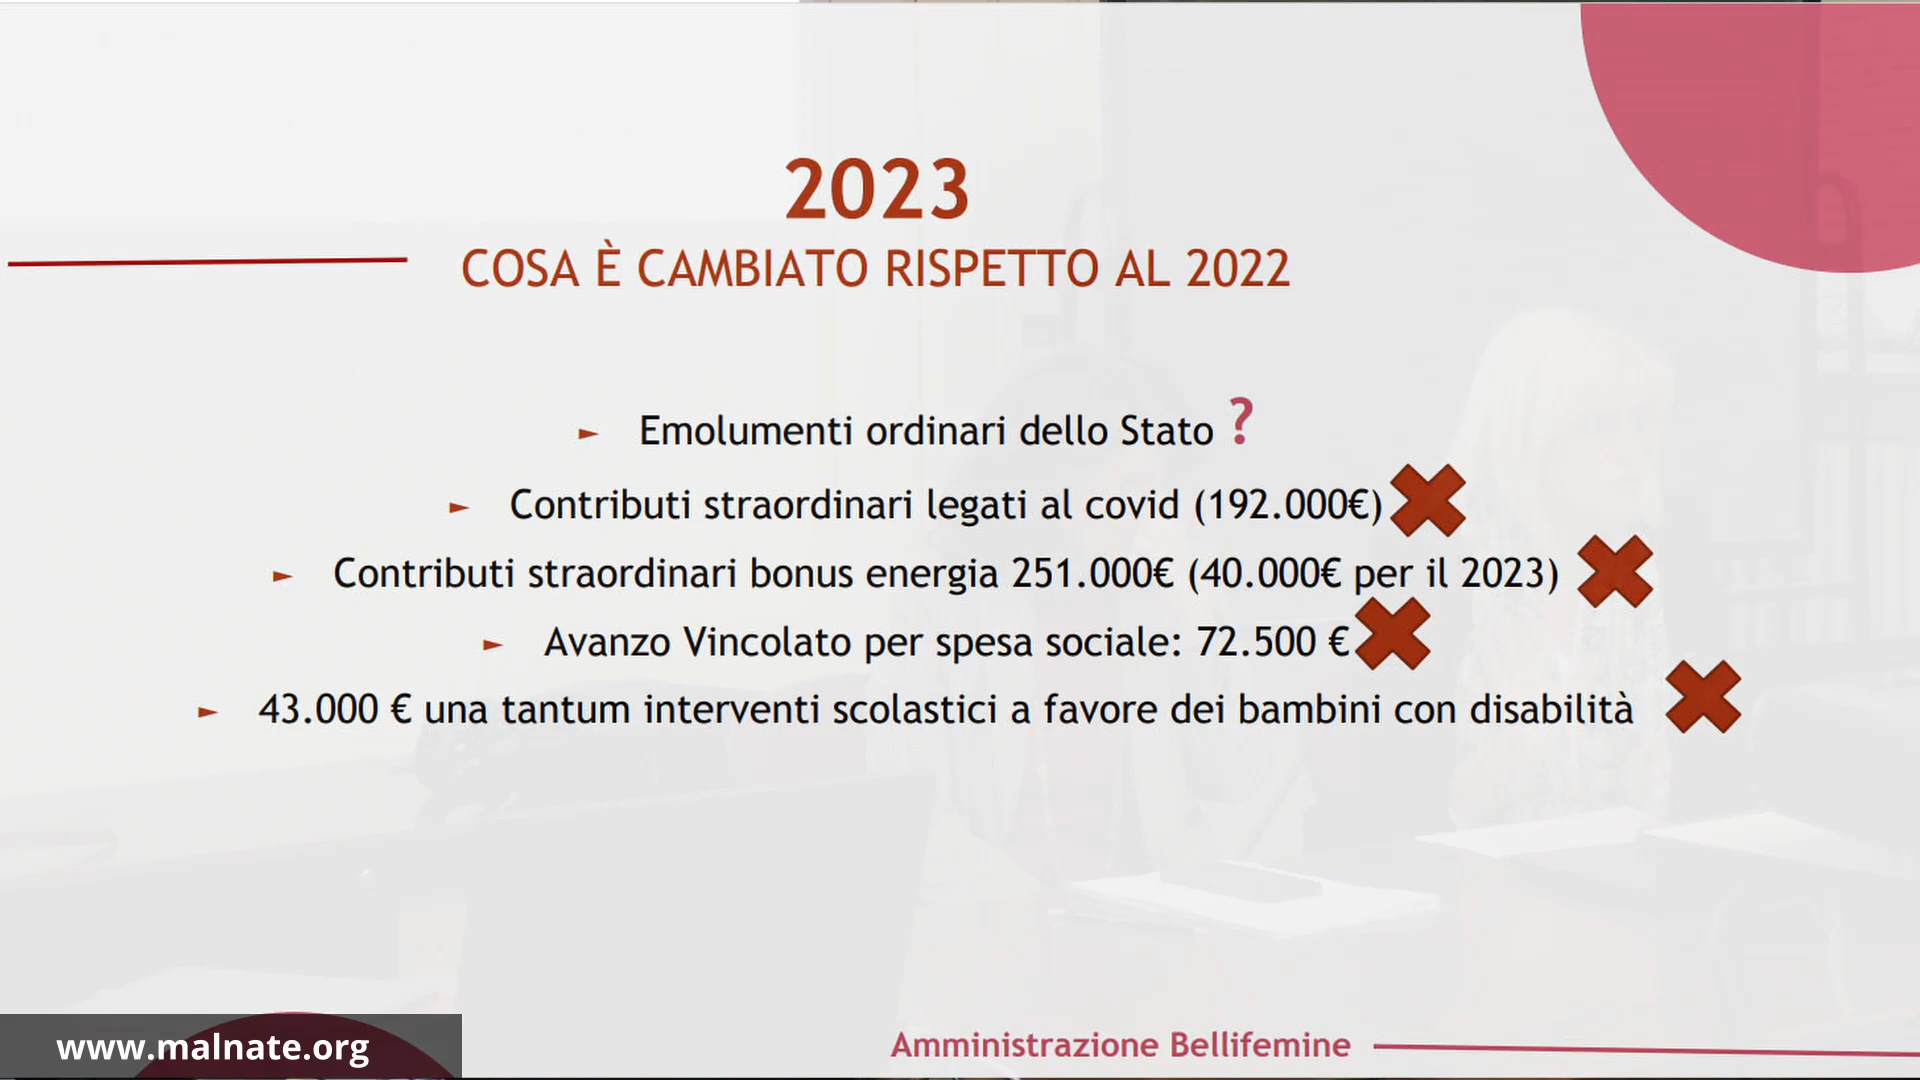 2023
COSA È CAMBIATO RISPETTO AL 2022
► Emolumenti ordinari dello Stato ?
► Contributi straordinari legati al covid (192.000€)
► Contributi straordinari bonus energia 251.000€ (40.000€ per il 2023)
► Avanzo Vincolato per spesa sociale: 72.500 €
► 43.000 € una tantum interventi scolastici a favore dei bambini con disabilità
Amministrazione Bellifemine
www.malnate.org